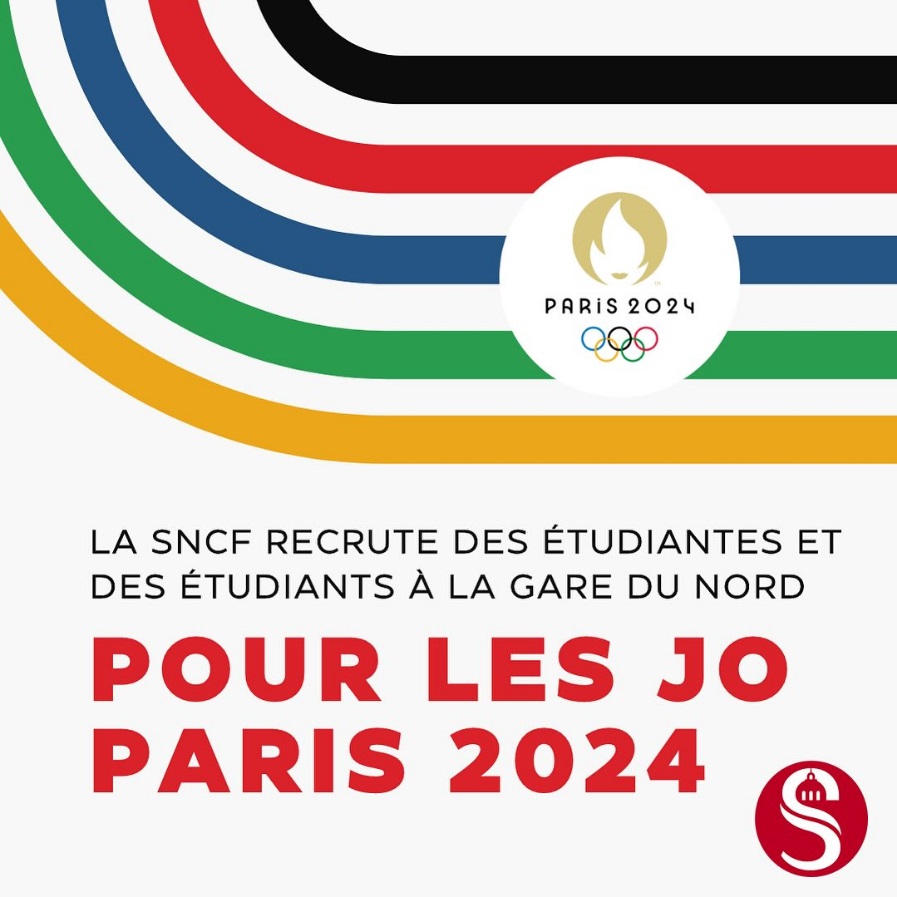 PARIS 2024
LA SNCF RECRUTE DES ÉTUDIANTES ET
DES ÉTUDIANTS À LA GARE DU NORD
POUR LES JO
PARIS 2024
S